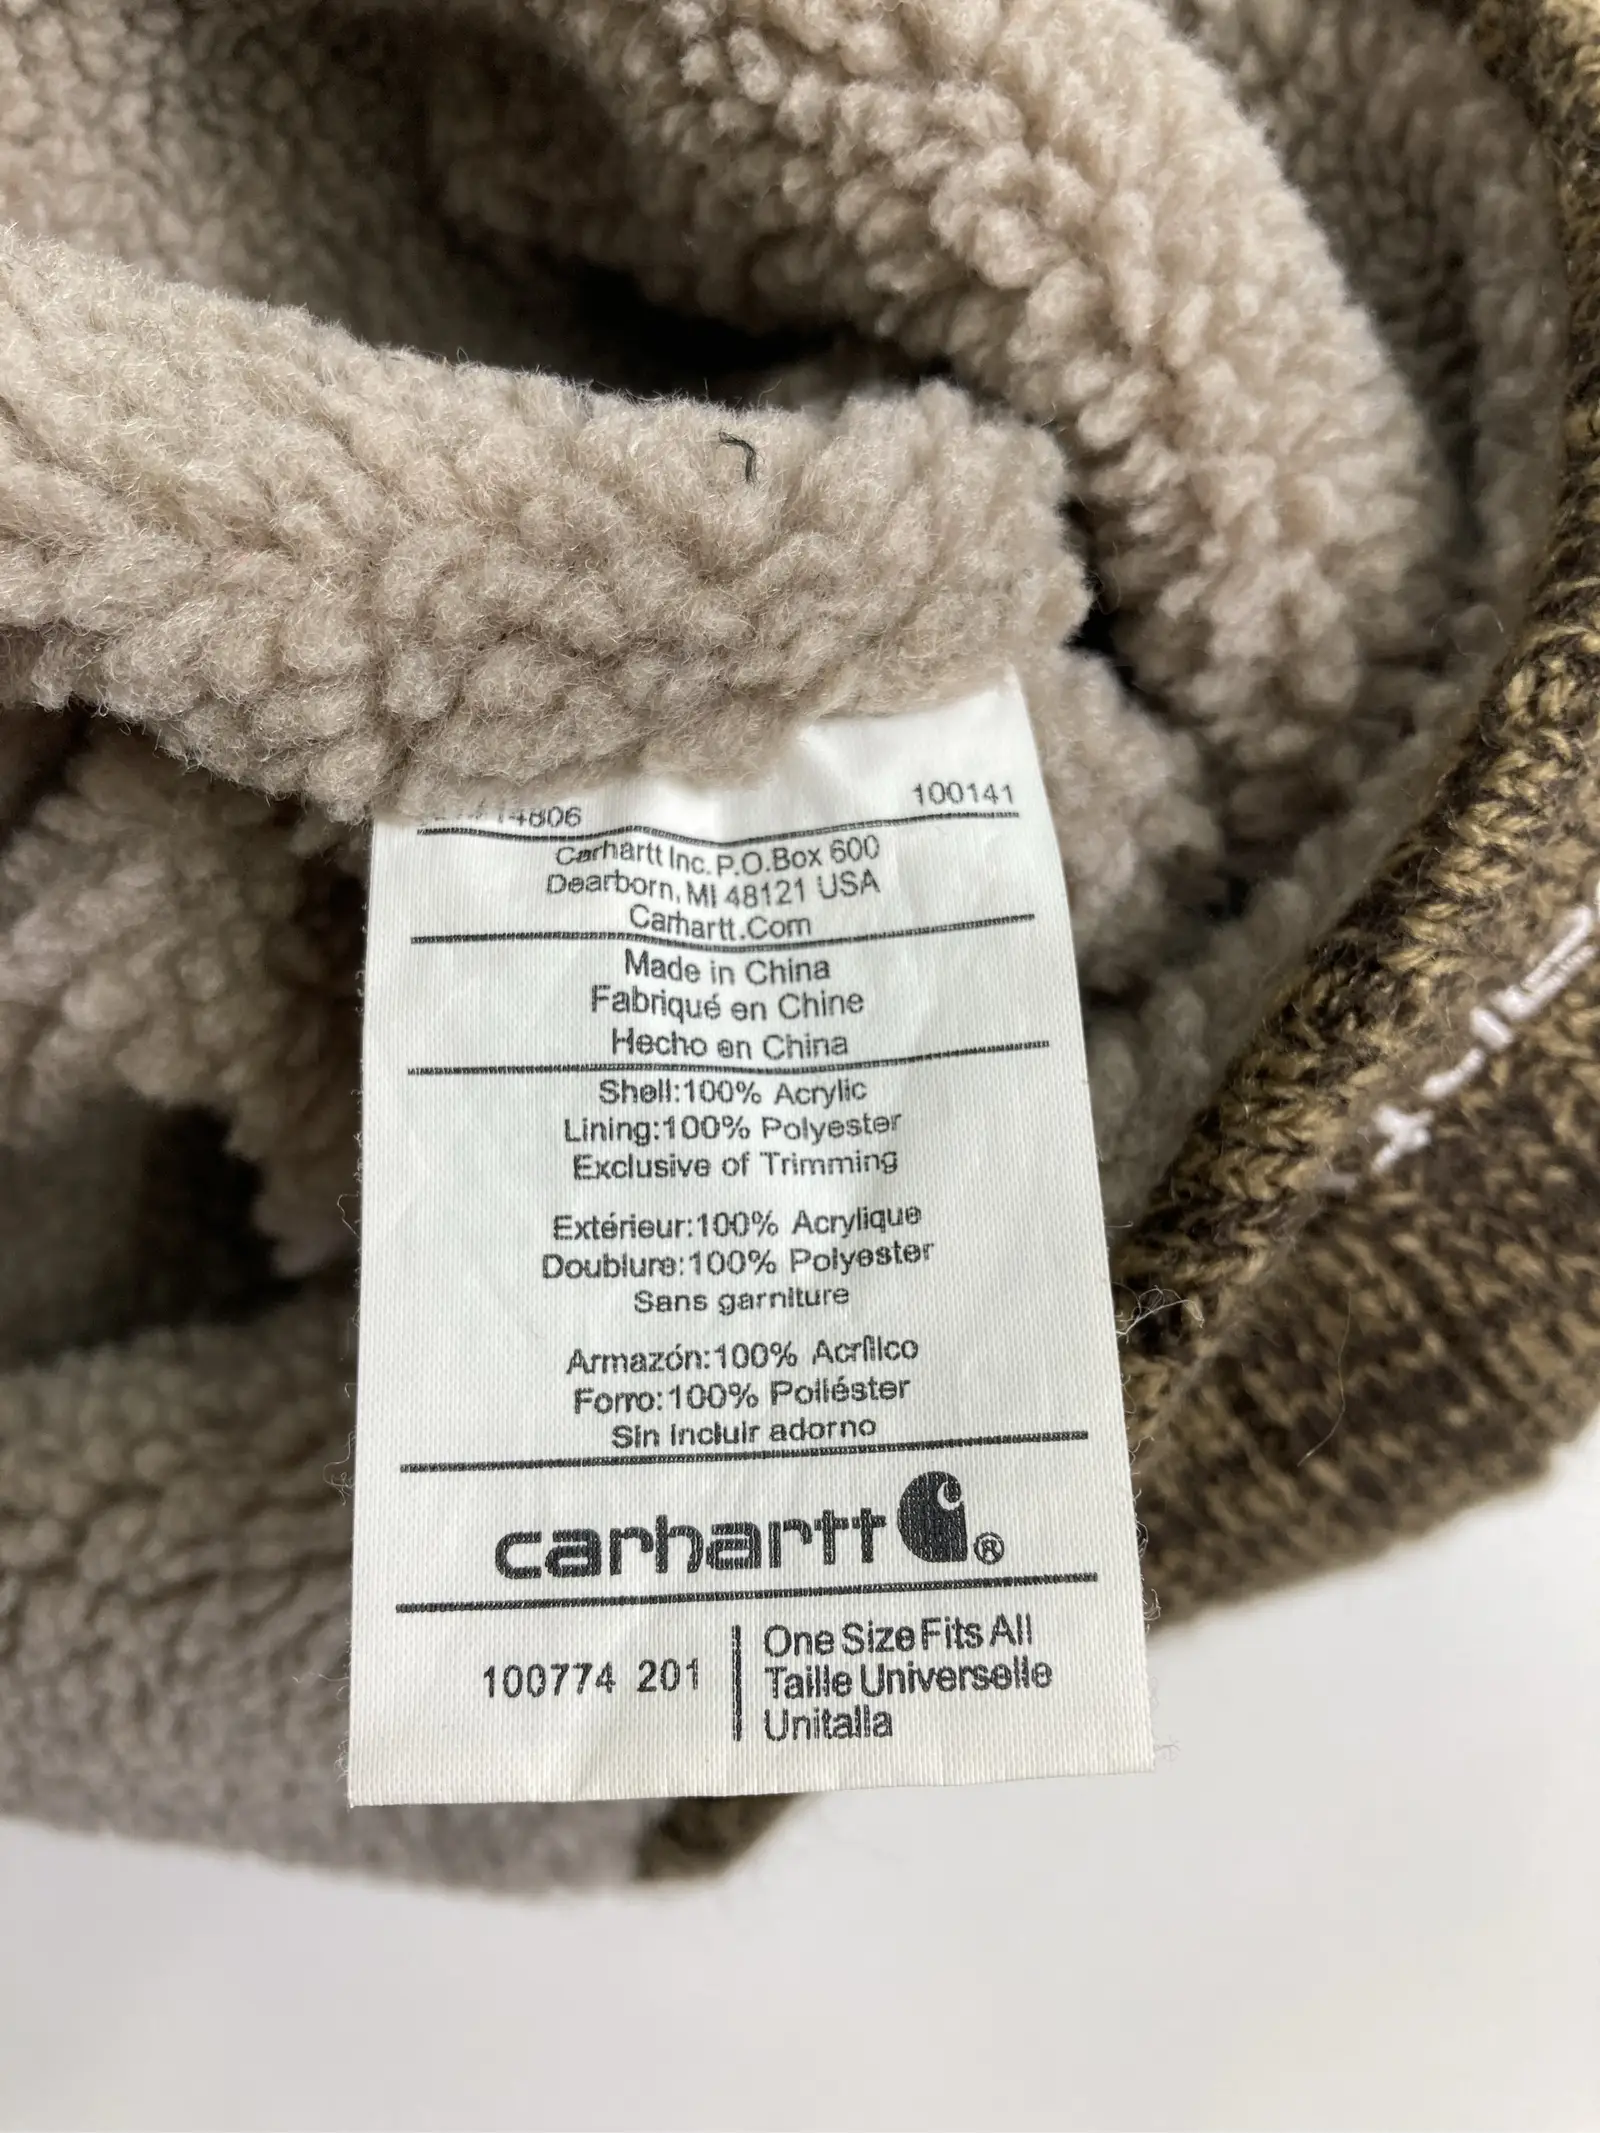 100141
Carhartt Inc. P.O.Box 600
Dearborn, MI 48121 USA
Carhartt.Com
Made in China
Fabriqué en Chine
Hecho en China
Shell:100% Acrylic
Lining:100% Polyester
Exclusive of Trimming
Extérieur:100% Acrylique
Doublure:100% Polyester
Sans garniture
Armazón:100% Acrílico
Forro:100% Poliéster
Sin incluir adorno
carhartt®
100774 201
One Size Fits All
Taille Universelle
Unitalla